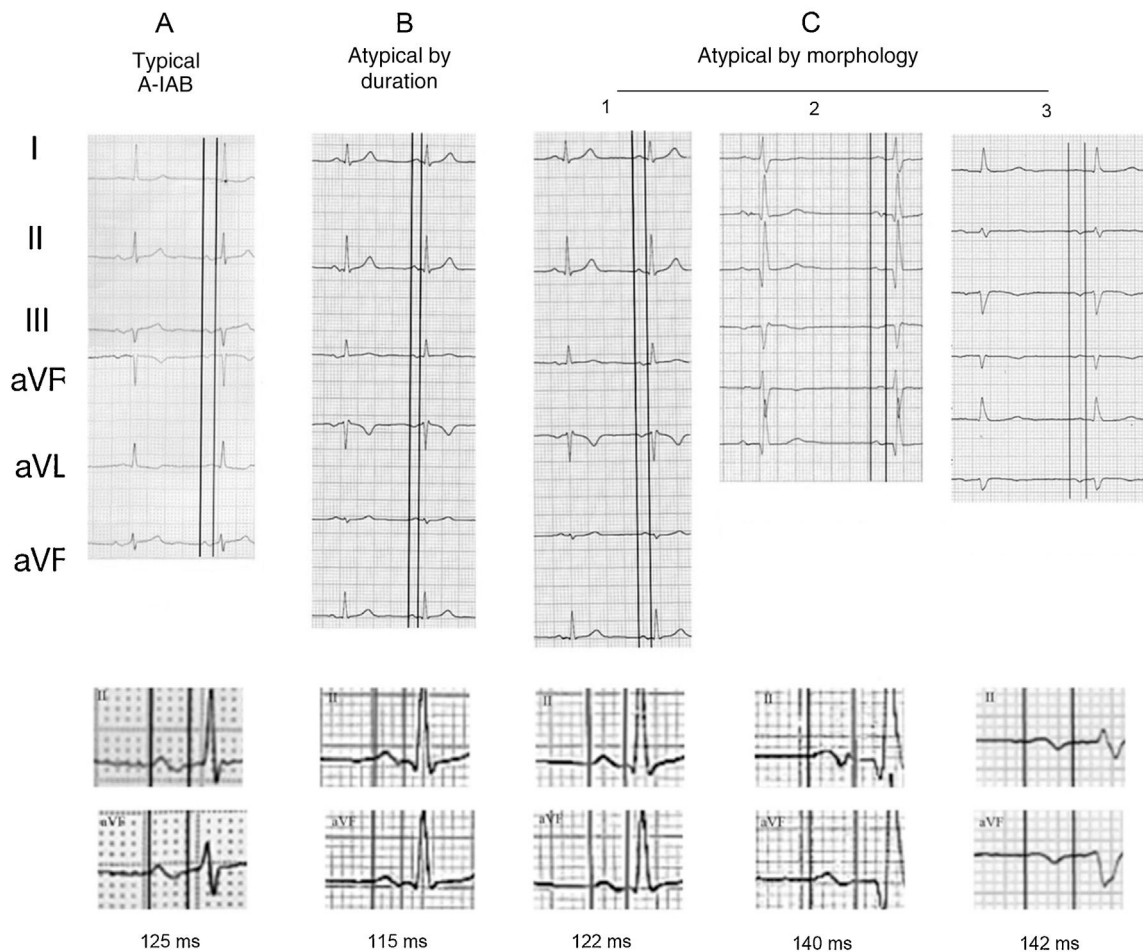 A
B
C
Typical
A-IAB
Atypical by
duration
Atypical by morphology
1
2
3
I
II
III
aVR
aVL
aVF
II
II
II
II
II
aVF
aVF
aVF
aVF
aVF
125 ms
115 ms
122 ms
140 ms
142 ms